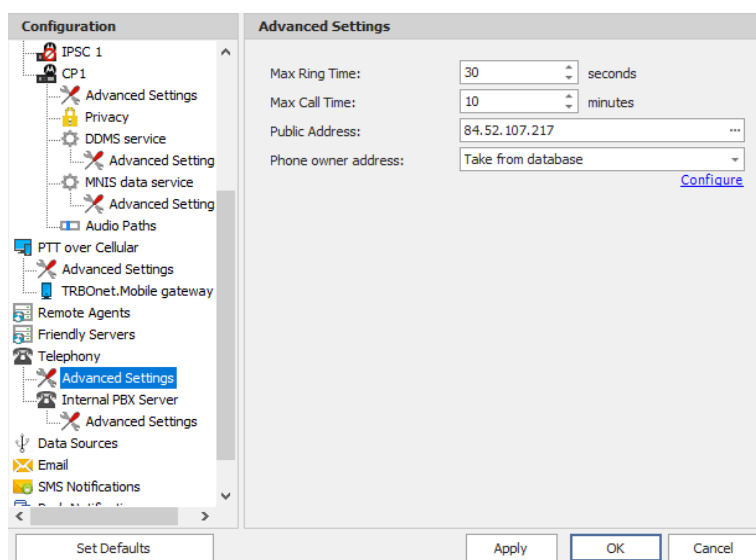 Configuration
IPSC 1
CP1
Advanced Settings
Privacy
DDMS service
Advanced Setting
MNIS data service
Advanced Setting
Audio Paths
PTT over Cellular
Advanced Settings
TRBOnet.Mobile gateway
Remote Agents
Friendly Servers
Telephony
Advanced Settings
Internal PBX Server
Advanced Settings
Data Sources
Email
SMS Notifications
Set Defaults
Advanced Settings
Max Ring Time: 30 seconds
Max Call Time: 10 minutes
Public Address: 84.52.107.217 ...
Phone owner address: Take from database
Configure
Apply OK Cancel